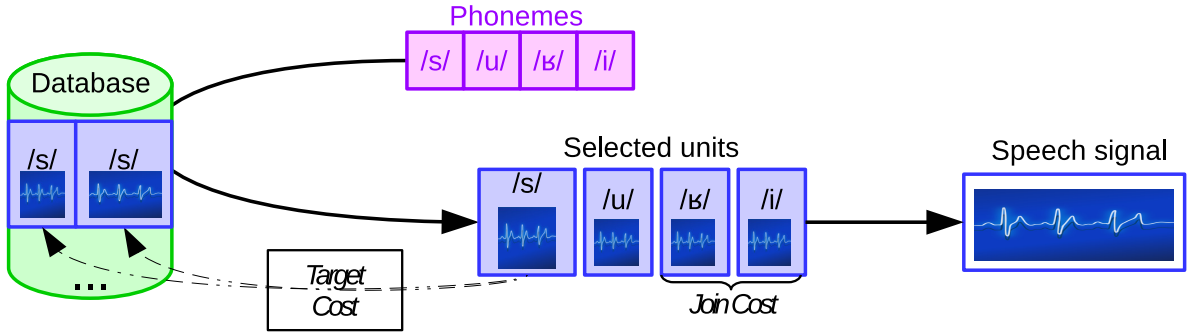 Phonemes
/s/ /u/ /ʁ/ /i/
Database
/s/ /s/
...
Target
Cost
Selected units
/s/ /u/ /ʁ/ /i/
Join Cost
Speech signal